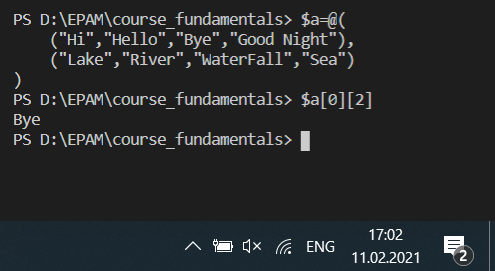 PS D:\EPAM\course_fundamentals> $a=@(
    ("Hi","Hello","Bye","Good Night"),
    ("Lake","River","WaterFall","Sea")
)
PS D:\EPAM\course_fundamentals> $a[0][2]
Bye
PS D:\EPAM\course_fundamentals>
ENG
17:02
11.02.2021
2